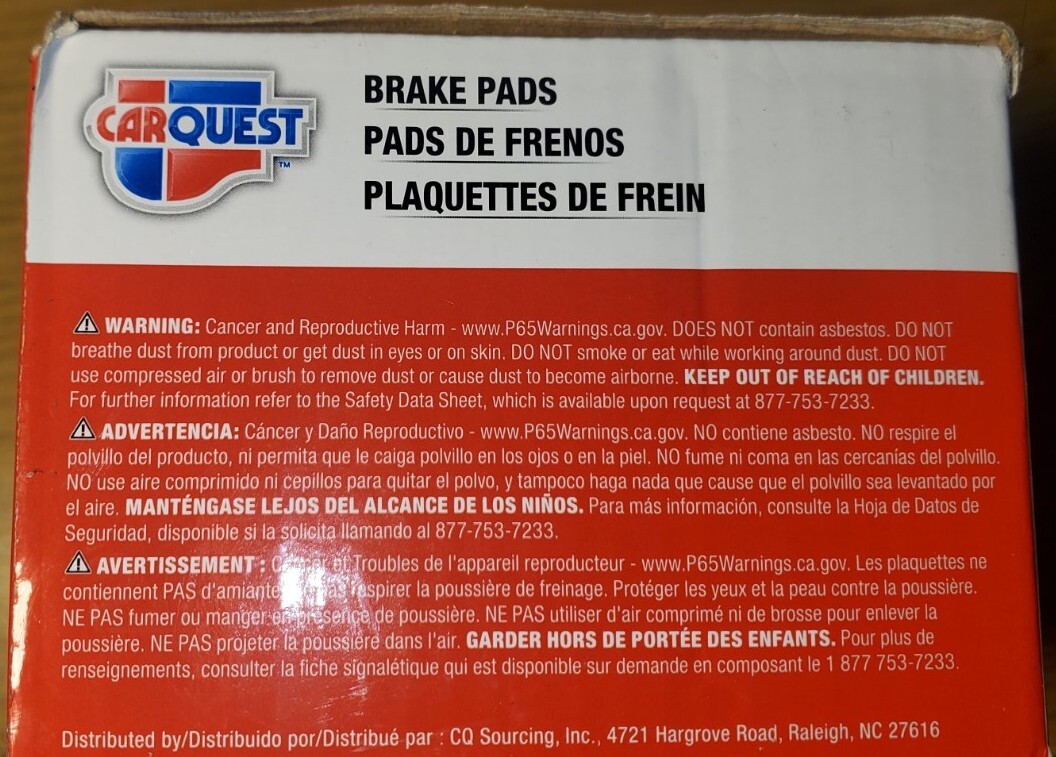 CARQUEST
TM
BRAKE PADS
PADS DE FRENOS
PLAQUETTES DE FREIN
WARNING: Cancer and Reproductive Harm - www.P65Warnings.ca.gov. DOES NOT contain asbestos. DO NOT
breathe dust from product or get dust in eyes or on skin. DO NOT smoke or eat while working around dust. DO NOT
use compressed air or brush to remove dust or cause dust to become airborne. KEEP OUT OF REACH OF CHILDREN.
For further information refer to the Safety Data Sheet, which is available upon request at 877-753-7233.
ADVERTENCIA: Cáncer y Daño Reproductivo - www.P65Warnings.ca.gov. NO contiene asbesto. NO respire el
polvillo del producto, ni permita que le caiga polvillo en los ojos o en la piel. NO fume ni coma en las cercanías del polvillo.
NO use aire comprimido ni cepillos para quitar el polvo, y tampoco haga nada que cause que el polvillo sea levantado por
el aire. MANTÉNGASE LEJOS DEL ALCANCE DE LOS NIÑOS. Para más información, consulte la Hoja de Datos de
Seguridad, disponible si la solicita llamando al 877-753-7233.
AVERTISSEMENT : et Troubles de l'appareil reproducteur - www.P65Warnings.ca.gov. Les plaquettes ne
contiennent PAS d'amiante respirer la poussière de freinage. Protéger les yeux et la peau contre la poussière.
NE PAS fumer ou manger en présence de poussière. NE PAS utiliser d'air comprimé ni de brosse pour enlever la
poussière. NE PAS projeter la poussière dans l'air. GARDER HORS DE PORTÉE DES ENFANTS. Pour plus de
renseignements, consulter la fiche signalétique qui est disponible sur demande en composant le 1 877 753-7233.
Distributed by/Distribuido por/Distribué par : CQ Sourcing, Inc., 4721 Hargrove Road, Raleigh, NC 27616